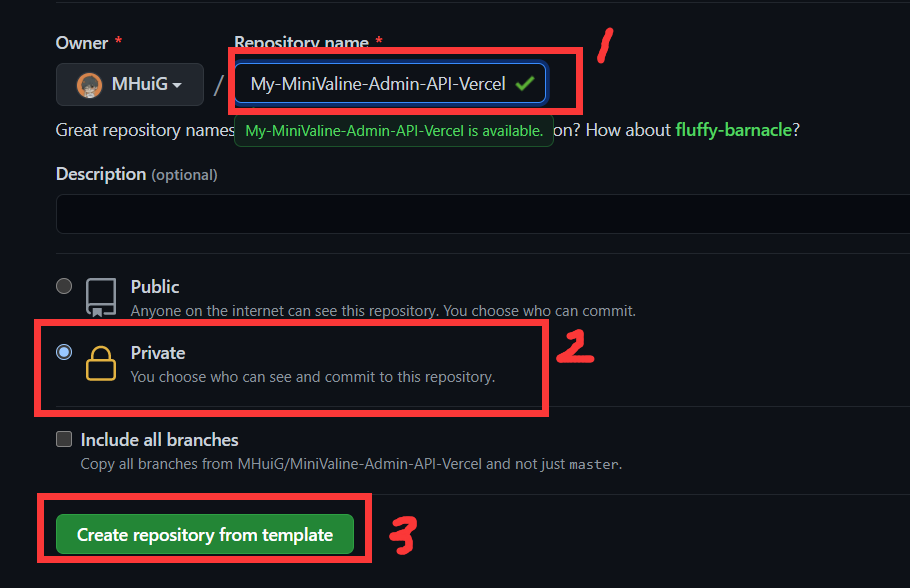 Owner * Repository name * 1
MHuiG / My-MiniValine-Admin-API-Vercel
Great repository names My-MiniValine-Admin-API-Vercel is available. on? How about fluffy-barnacle?
Description (optional)
Public
Anyone on the internet can see this repository. You choose who can commit.
Private 2
You choose who can see and commit to this repository.
Include all branches
Copy all branches from MHuiG/MiniValine-Admin-API-Vercel and not just master.
Create repository from template 3